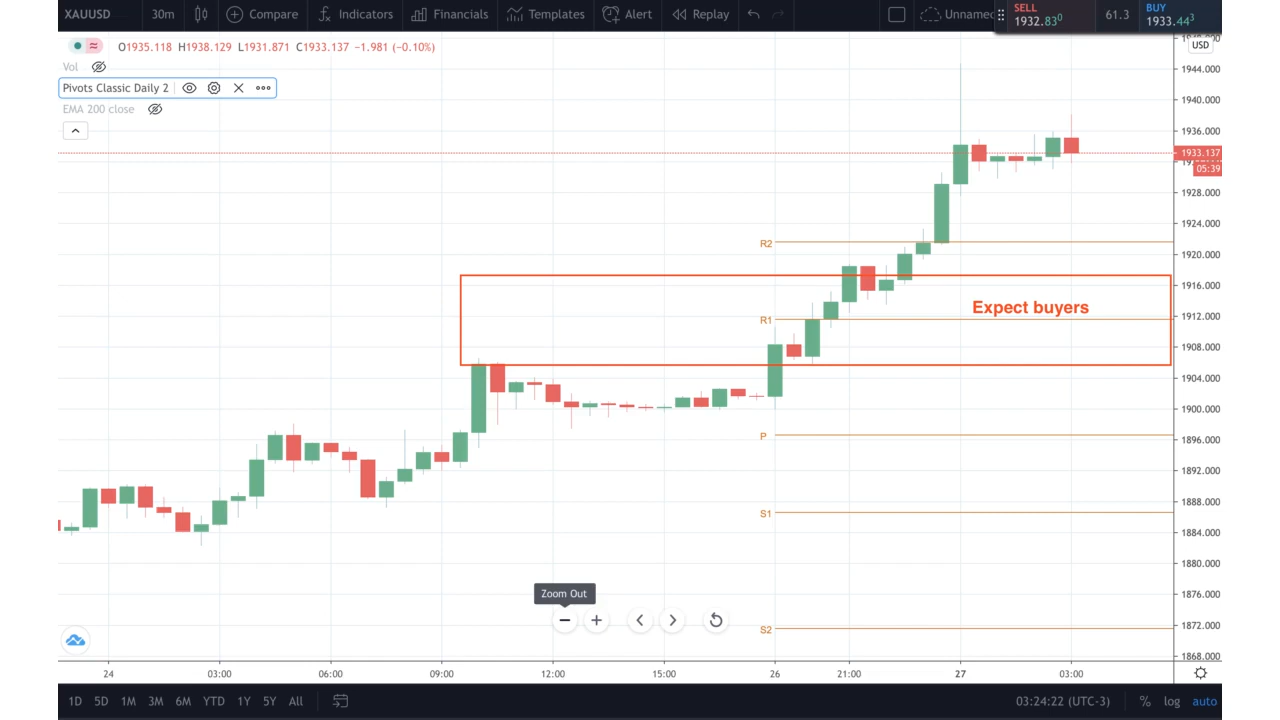 XAUUSD 30m Compare Indicators Financials Templates Alert Replay Unnamed SELL 1932.83⁰ 61.3 BUY 1933.44³
O1935.118 H1938.129 L1931.871 C1933.137 −1.981 (−0.10%)
USD
Vol
Pivots Classic Daily 2
EMA 200 close
1944.000
1940.000
1936.000
1933.137
05:39
1928.000
1924.000
R2
1920.000
1916.000
Expect buyers
1912.000
R1
1908.000
1904.000
1900.000
P
1896.000
1892.000
1888.000
S1
1884.000
1880.000
1876.000
Zoom Out
1872.000
S2
1868.000
24 03:00 06:00 09:00 12:00 15:00 26 21:00 27 03:00
1D 5D 1M 3M 6M YTD 1Y 5Y All 03:24:22 (UTC-3) % log auto